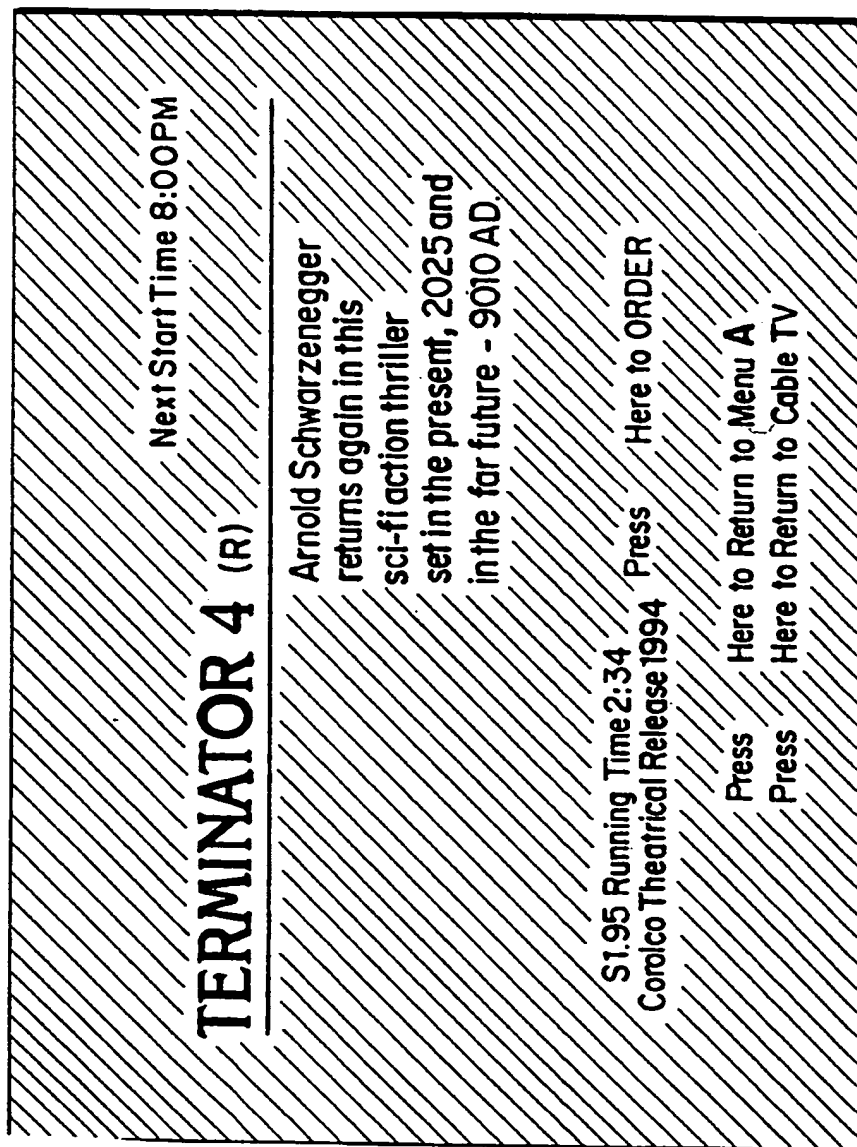 Next Start Time 8:00PM
TERMINATOR 4 (R)
Arnold Schwarzenegger
returns again in this
sci-fi action thriller
set in the present, 2025 and
in the far future - 9010 AD.
S1.95 Running Time 2:34 Press Here to ORDER
Corolco Theatrical Release 1994
Press Here to Return to Menu A
Press Here to Return to Cable TV